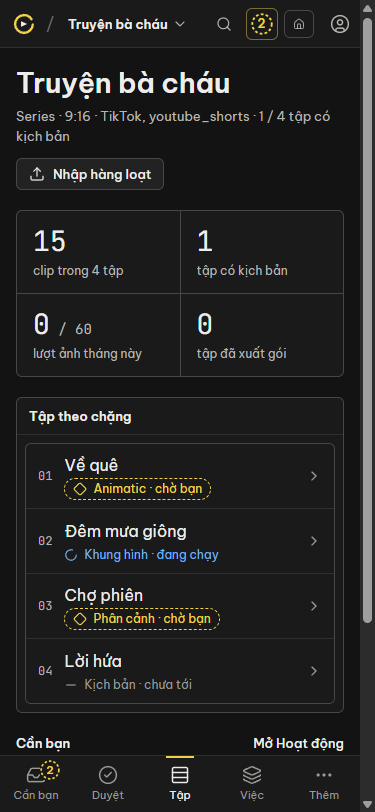 / Truyện bà cháu
2
Truyện bà cháu
Series · 9:16 · TikTok, youtube_shorts · 1 / 4 tập có
kịch bản
Nhập hàng loạt
15
clip trong 4 tập
1
tập có kịch bản
0 / 60
lượt ảnh tháng này
0
tập đã xuất gói
Tập theo chặng
01
Về quê
Animatic · chờ bạn
02
Đêm mưa giông
Khung hình · đang chạy
03
Chợ phiên
Phân cảnh · chờ bạn
04
Lời hứa
Kịch bản · chưa tới
Cần bạn
Mở Hoạt động
2
Cần bạn
Duyệt
Tập
Việc
Thêm